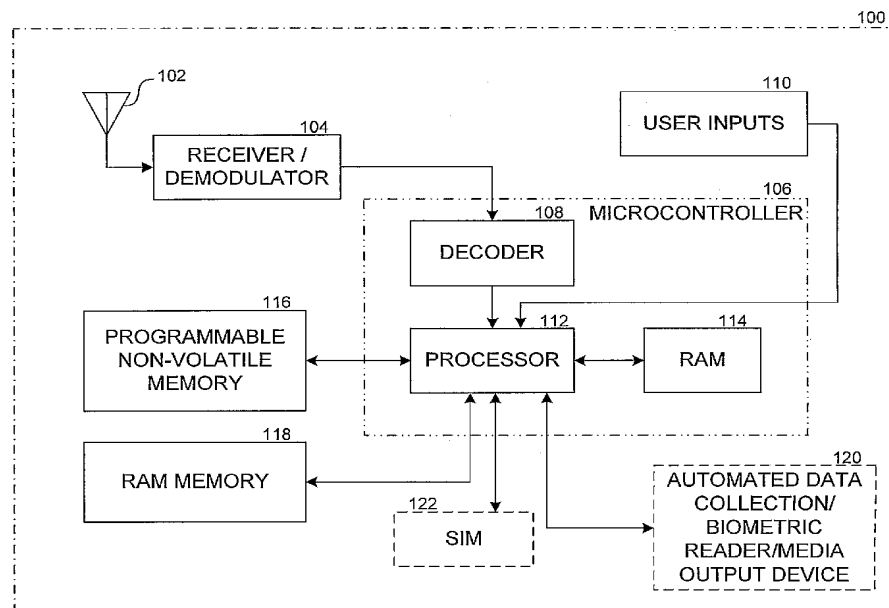 100
102
110
USER INPUTS
104
RECEIVER /
DEMODULATOR
106
MICROCONTROLLER
108
DECODER
116
PROGRAMMABLE
NON-VOLATILE
MEMORY
112
PROCESSOR
114
RAM
118
RAM MEMORY
122
SIM
120
AUTOMATED DATA
COLLECTION/
BIOMETRIC
READER/MEDIA
OUTPUT DEVICE